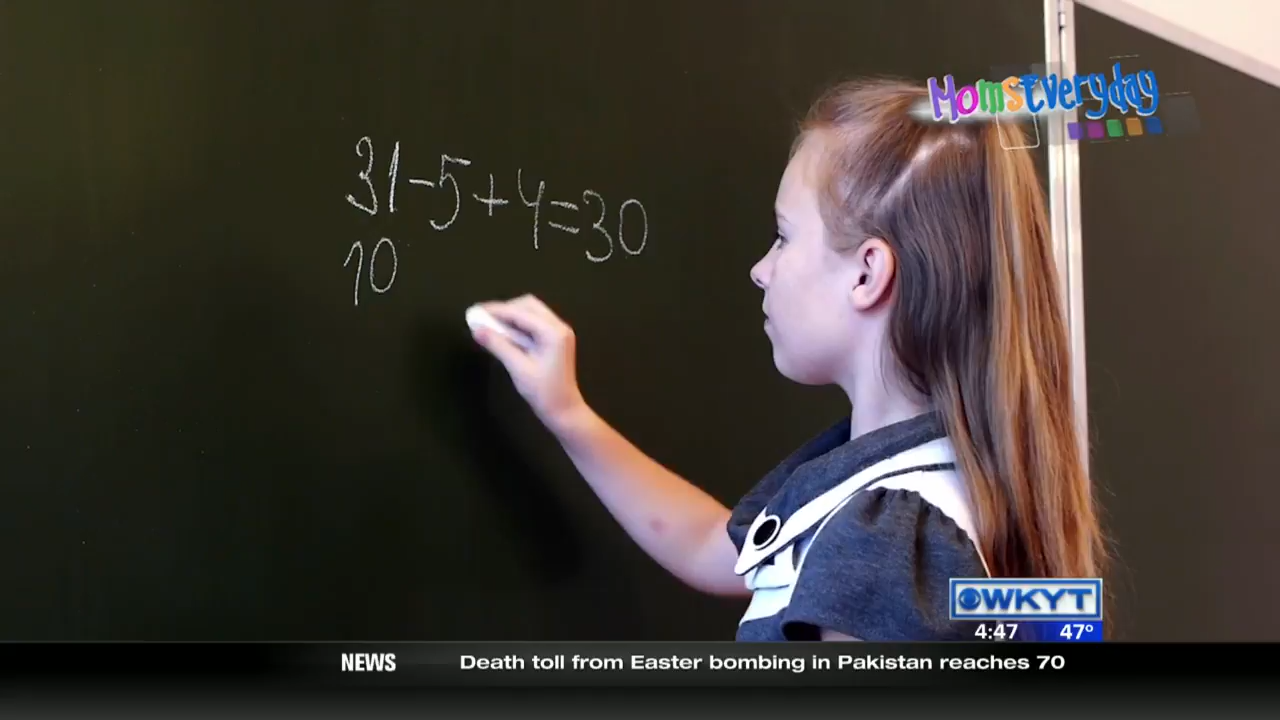 MomsEveryday
31-5+4=30
10
WKYT
4:47 47°
NEWS Death toll from Easter bombing in Pakistan reaches 70